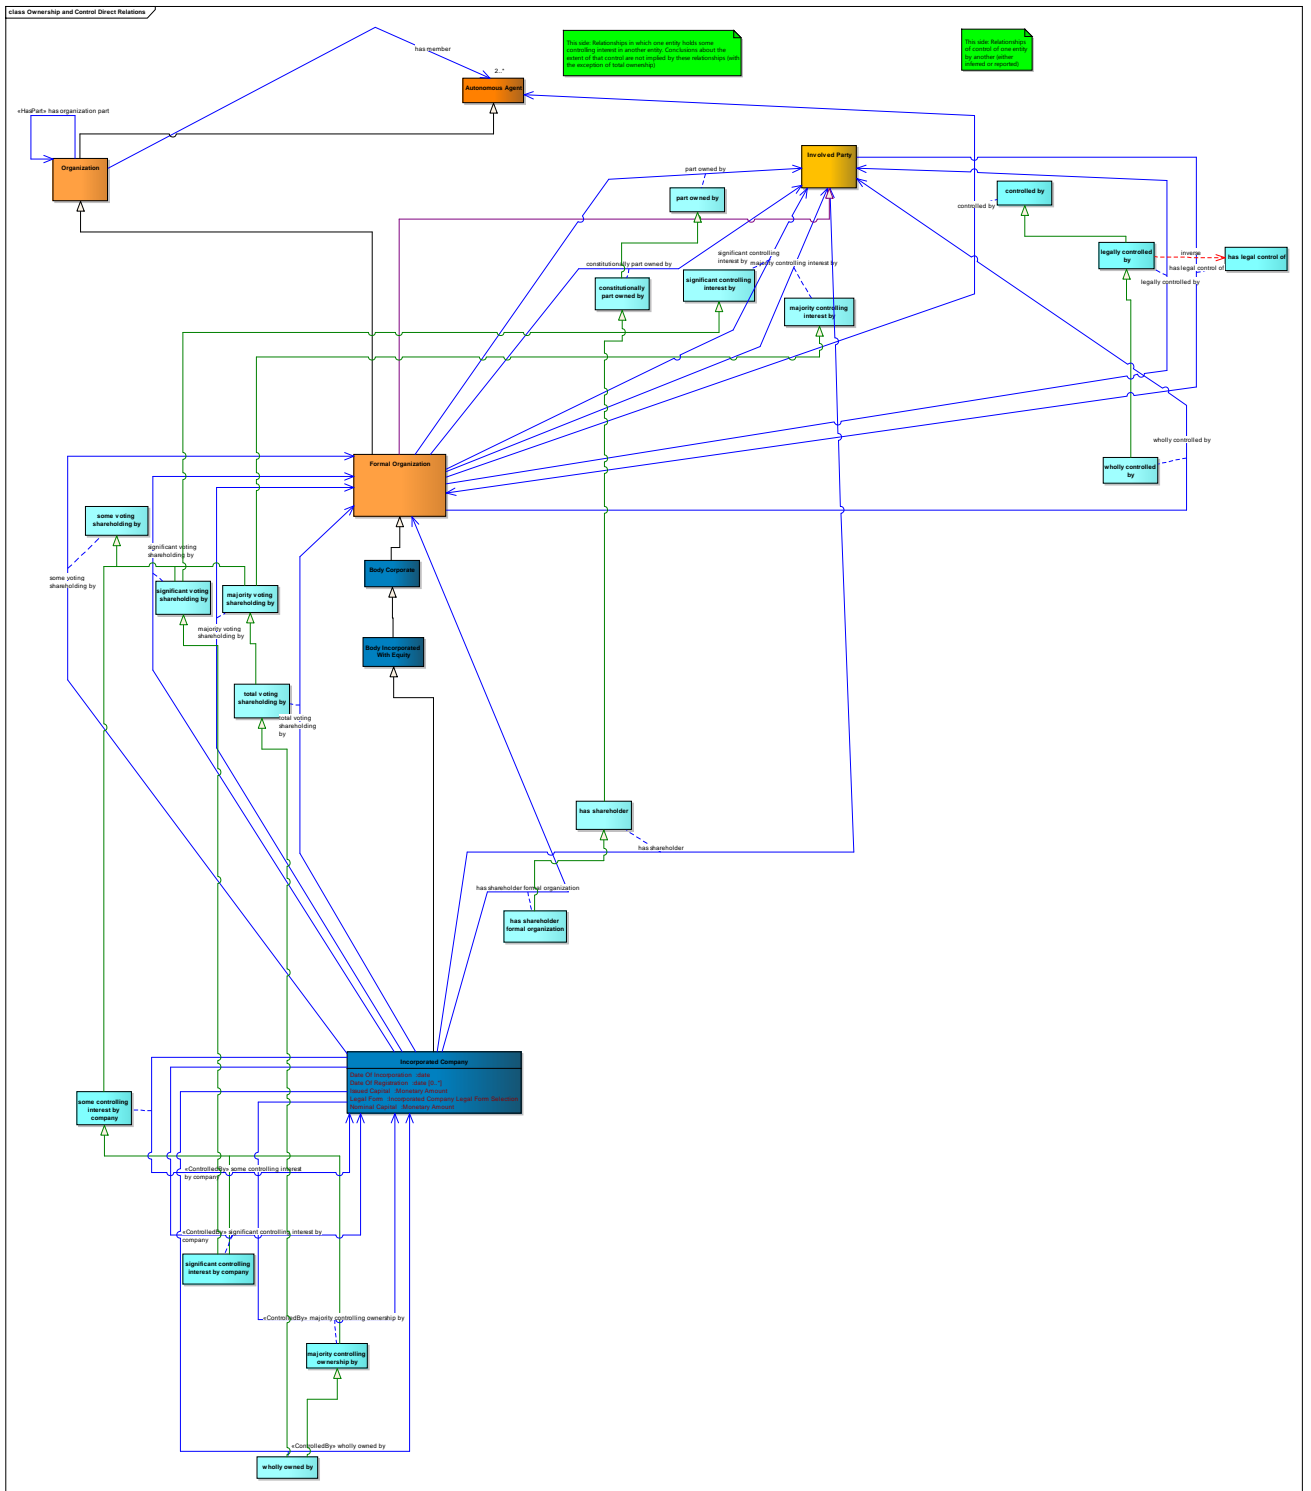 class Ownership and Control Direct Relations
This side: Relationships in which one entity holds some
controlling interest in another entity. Conclusions about the
extent of that control are not implied by these relationships (with
the exception of total ownership)
This side: Relationships
of control of one entity
by another (either
inferred or reported)
has member
2..*
Autonomous Agent
«HasPart» has organization part
Organization
Involved Party
part owned by
part owned by
controlled by
controlled by
legally controlled
by
inverse
has legal control of
has legal control of
legally controlled by
significant controlling
interest by
majority controlling interest by
constitutionally part owned by
constitutionally
part owned by
significant controlling
interest by
majority controlling
interest by
wholly controlled by
wholly controlled
by
Formal Organization
some voting
shareholding by
significant voting
shareholding by
some voting
shareholding by
significant voting
shareholding by
majority voting
shareholding by
majority voting
shareholding by
Body Corporate
Body Incorporated
With Equity
total voting
shareholding by
total voting
shareholding
by
has shareholder
has shareholder
has shareholder formal organization
has shareholder
formal organization
Incorporated Company
Date Of Incorporation :date
Date Of Registration :date [0..*]
Issued Capital :Monetary Amount
Legal Form :Incorporated Company Legal Form Selection
Nominal Capital :Monetary Amount
some controlling
interest by
company
«ControlledBy» some controlling interest
by company
«ControlledBy» significant controlling interest by
company
significant controlling
interest by company
«ControlledBy» majority controlling ownership by
majority controlling
ownership by
«ControlledBy» wholly owned by
wholly owned by